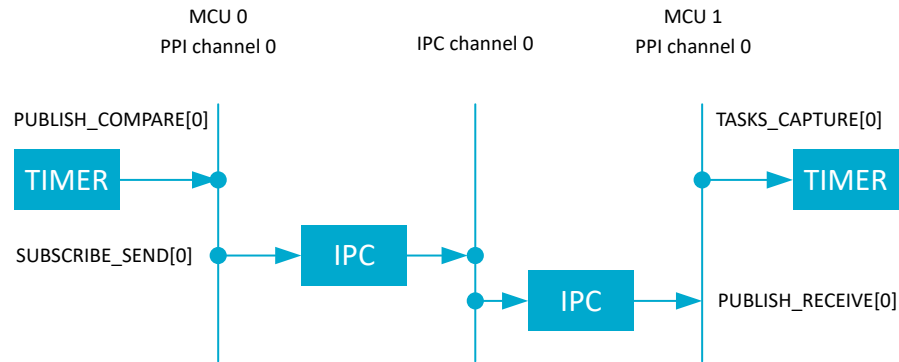 MCU 0
PPI channel 0
IPC channel 0
MCU 1
PPI channel 0
PUBLISH_COMPARE[0]
TASKS_CAPTURE[0]
TIMER
TIMER
SUBSCRIBE_SEND[0]
IPC
IPC
PUBLISH_RECEIVE[0]